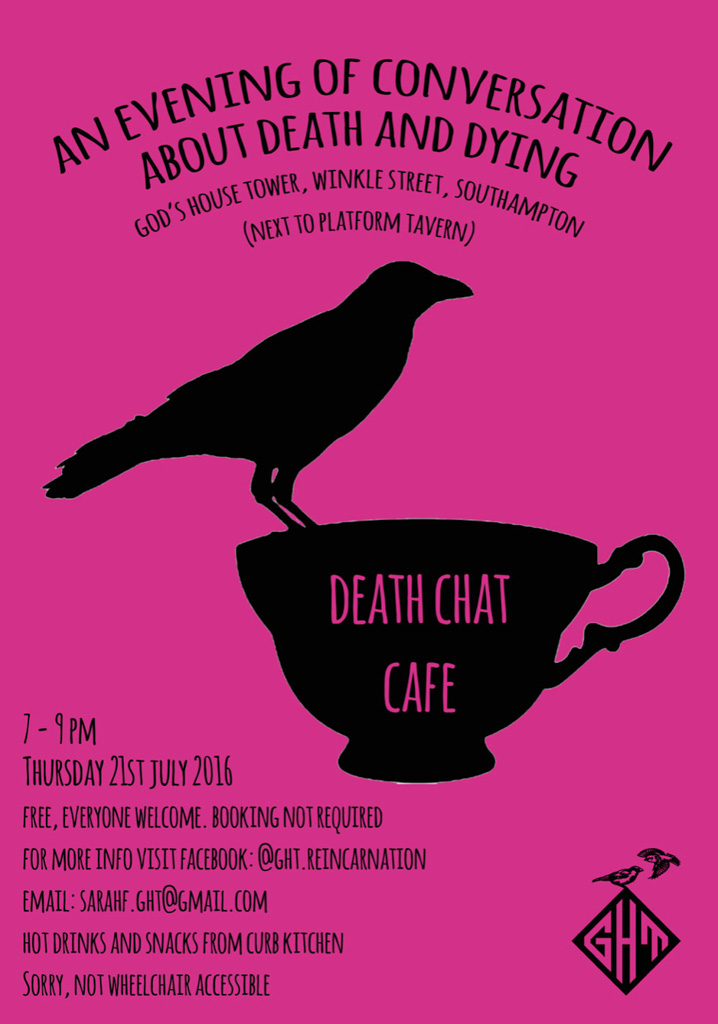 AN EVENING OF CONVERSATION
ABOUT DEATH AND DYING
GOD'S HOUSE TOWER, WINKLE STREET, SOUTHAMPTON
(NEXT TO PLATFORM TAVERN)
DEATH CHAT
CAFE
7 - 9 PM
THURSDAY 21ST JULY 2016
FREE, EVERYONE WELCOME. BOOKING NOT REQUIRED
FOR MORE INFO VISIT FACEBOOK: @GHT.REINCARNATION
EMAIL: SARAHF.GHT@GMAIL.COM
HOT DRINKS AND SNACKS FROM CURB KITCHEN
SORRY, NOT WHEELCHAIR ACCESSIBLE
GHT